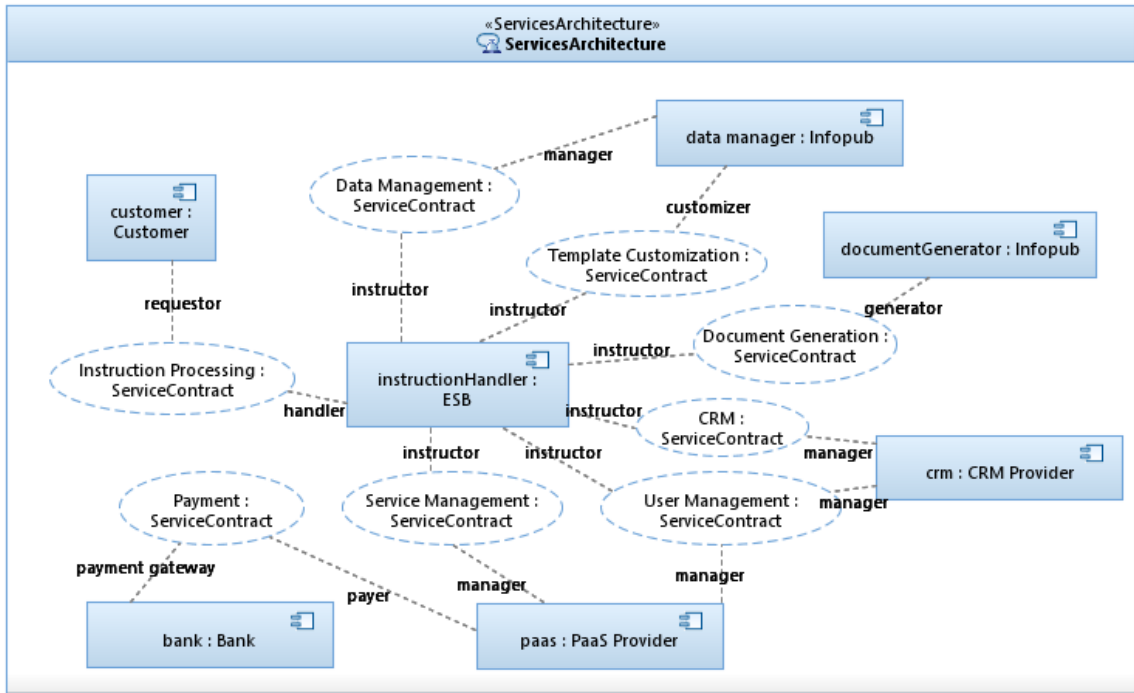 «ServicesArchitecture»
ServicesArchitecture
data manager : Infopub
manager
Data Management :
ServiceContract
customer :
Customer
customizer
documentGenerator : Infopub
Template Customization :
ServiceContract
instructor
requestor
instructor
generator
Document Generation :
ServiceContract
instructor
Instruction Processing :
ServiceContract
instructionHandler :
ESB
handler
instructor
CRM :
ServiceContract
manager
instructor
instructor
crm : CRM Provider
Payment :
ServiceContract
Service Management :
ServiceContract
User Management :
ServiceContract
manager
payment gateway
manager
manager
payer
bank : Bank
paas : PaaS Provider